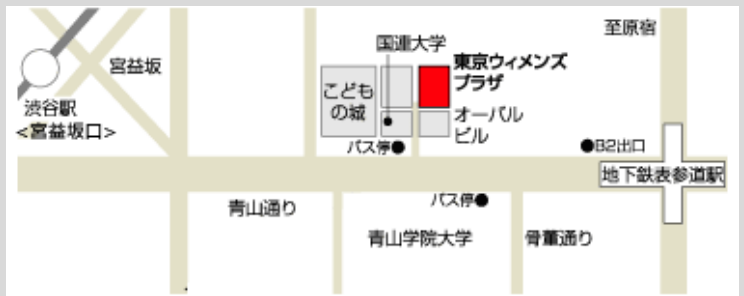 至原宿
国連大学
宮益坂
東京ウィメンズ
プラザ
こども
の城
渋谷駅
<宮益坂口>
オーバル
ビル
バス停●
●B2出口
地下鉄表参道駅
青山通り
バス停●
青山学院大学
骨董通り